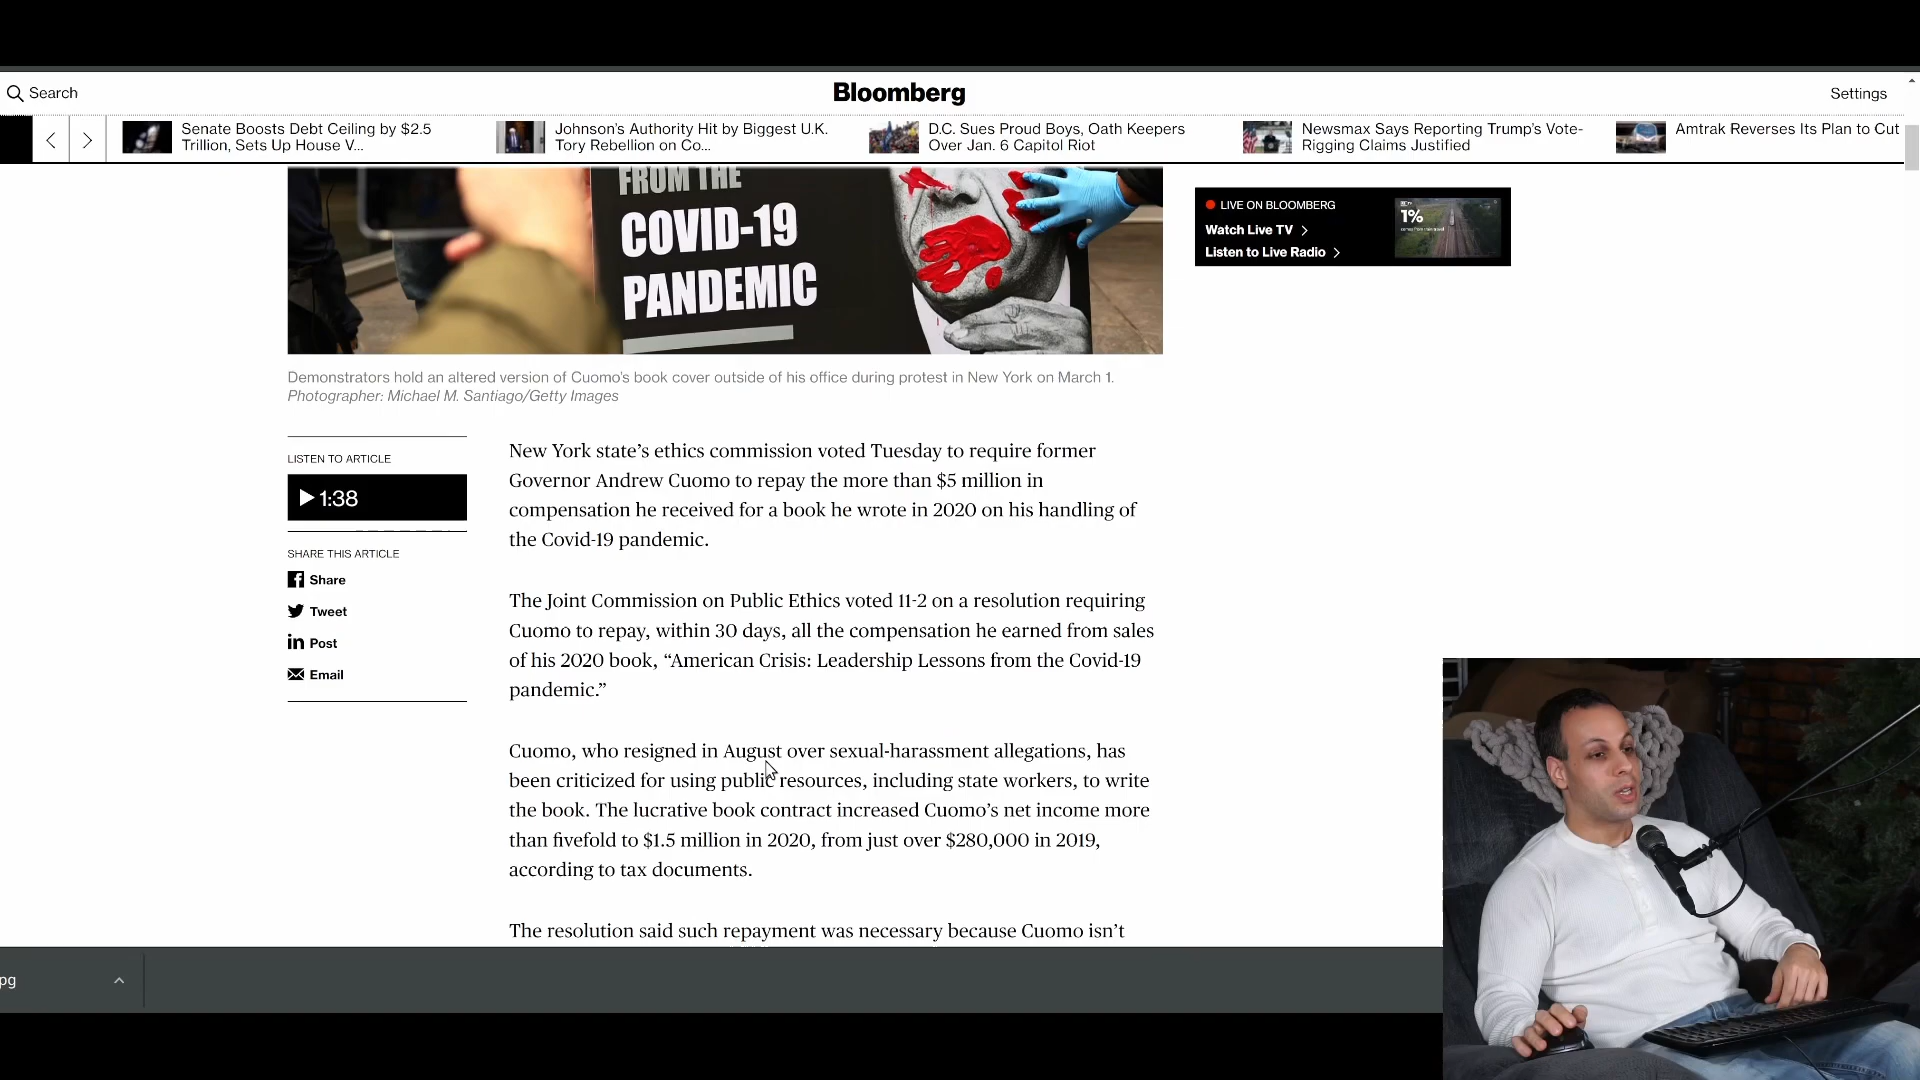 Search
Bloomberg
Settings
Senate Boosts Debt Ceiling by $2.5
Trillion, Sets Up House V...
Johnson's Authority Hit by Biggest U.K.
Tory Rebellion on Co...
D.C. Sues Proud Boys, Oath Keepers
Over Jan. 6 Capitol Riot
Newsmax Says Reporting Trump's Vote-
Rigging Claims Justified
Amtrak Reverses Its Plan to Cut
FROM THE
COVID-19
PANDEMIC
LIVE ON BLOOMBERG
Watch Live TV
Listen to Live Radio
1%
Demonstrators hold an altered version of Cuomo's book cover outside of his office during protest in New York on March 1.
Photographer: Michael M. Santiago/Getty Images
LISTEN TO ARTICLE
1:38
SHARE THIS ARTICLE
Share
Tweet
Post
Email
New York state's ethics commission voted Tuesday to require former
Governor Andrew Cuomo to repay the more than $5 million in
compensation he received for a book he wrote in 2020 on his handling of
the Covid-19 pandemic.
The Joint Commission on Public Ethics voted 11-2 on a resolution requiring
Cuomo to repay, within 30 days, all the compensation he earned from sales
of his 2020 book, “American Crisis: Leadership Lessons from the Covid-19
pandemic.”
Cuomo, who resigned in August over sexual-harassment allegations, has
been criticized for using public resources, including state workers, to write
the book. The lucrative book contract increased Cuomo's net income more
than fivefold to $1.5 million in 2020, from just over $280,000 in 2019,
according to tax documents.
The resolution said such repayment was necessary because Cuomo isn't
pg